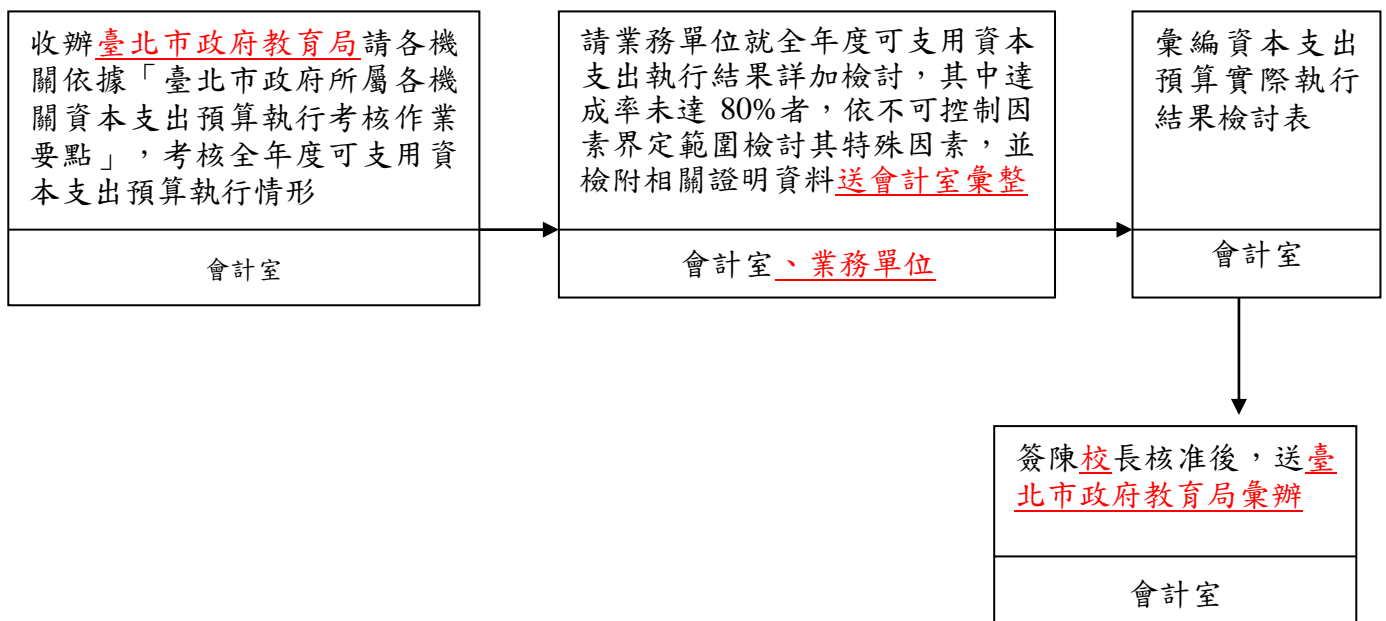 收辦臺北市政府教育局請各機
關依據「臺北市政府所屬各機
關資本支出預算執行考核作業
要點」，考核全年度可支用資
本支出預算執行情形
會計室
請業務單位就全年度可支用資本
支出執行結果詳加檢討，其中達
成率未達 80%者，依不可控制因
素界定範圍檢討其特殊因素，並
檢附相關證明資料送會計室彙整
會計室、業務單位
彙編資本支出
預算實際執行
結果檢討表
會計室
簽陳校長核准後，送臺
北市政府教育局彙辦
會計室